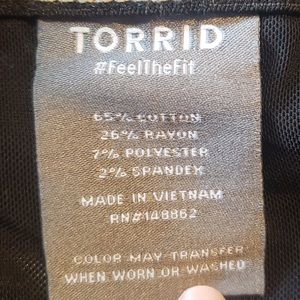 TORRID
#FeelTheFit
65% COTTON
26% RAYON
7% POLYESTER
2% SPANDEX
MADE IN VIETNAM
RN#148862
COLOR MAY TRANSFER
WHEN WORN OR WASHED